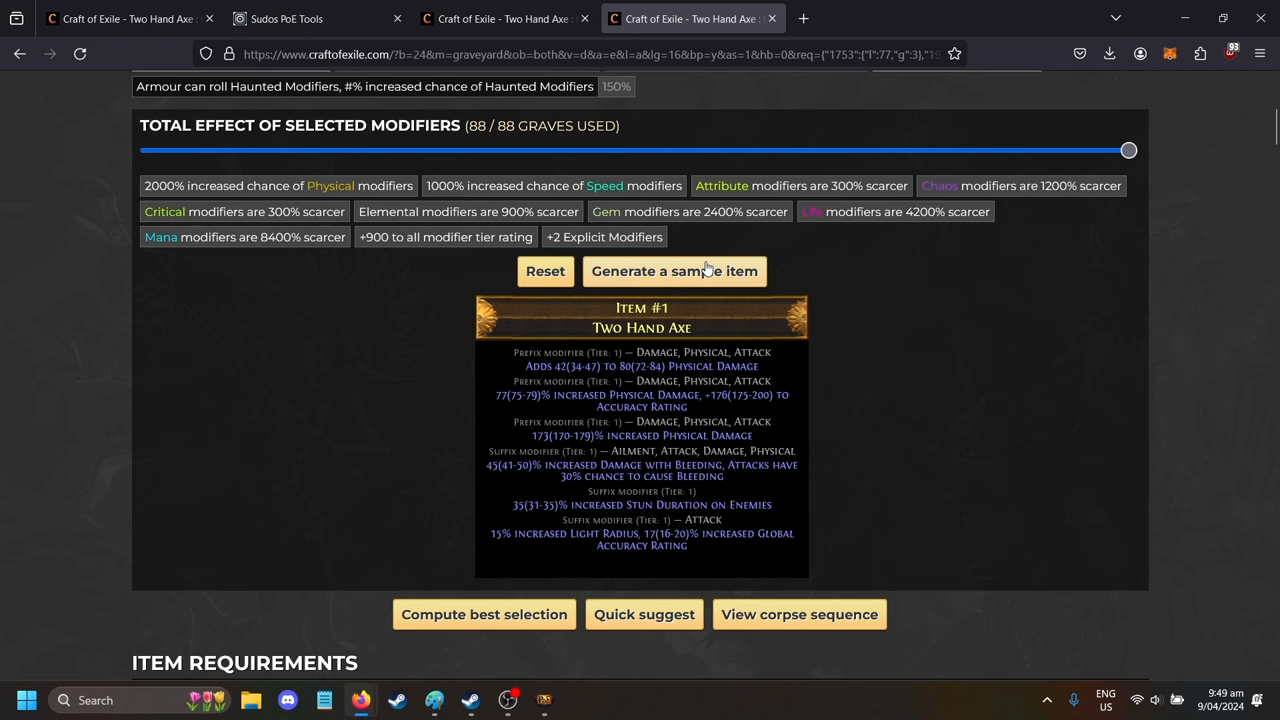 Craft of Exile - Two Hand Axe :
Sudos PoE Tools
Craft of Exile - Two Hand Axe :
Craft of Exile - Two Hand Axe :
https://www.craftofexile.com/?b=24&m=graveyard&ob=both&v=d&a=e&l=a&lg=16&bp=y&as=1&hb=0&req={"1753":{"l":77,"g":3},"1
93
Armour can roll Haunted Modifiers, #% increased chance of Haunted Modifiers 150%
TOTAL EFFECT OF SELECTED MODIFIERS (88 / 88 GRAVES USED)
2000% increased chance of Physical modifiers 1000% increased chance of Speed modifiers Attribute modifiers are 300% scarcer Chaos modifiers are 1200% scarcer
Critical modifiers are 300% scarcer Elemental modifiers are 900% scarcer Gem modifiers are 2400% scarcer Life modifiers are 4200% scarcer
Mana modifiers are 8400% scarcer +900 to all modifier tier rating +2 Explicit Modifiers
Reset Generate a sample item
Item #1
Two Hand Axe
Prefix modifier (Tier: 1) — Damage, Physical, Attack
Adds 42(34-47) to 80(72-84) Physical Damage
Prefix modifier (Tier: 1) — Damage, Physical, Attack
77(75-79)% increased Physical Damage, +176(175-200) to
Accuracy Rating
Prefix modifier (Tier: 1) — Damage, Physical, Attack
173(170-179)% increased Physical Damage
Suffix modifier (Tier: 1) — Ailment, Attack, Damage, Physical
45(41-50)% increased Damage with Bleeding, Attacks have
30% chance to cause Bleeding
Suffix modifier (Tier: 1)
35(31-35)% increased Stun Duration on Enemies
Suffix modifier (Tier: 1) — Attack
15% increased Light Radius, 17(16-20)% increased Global
Accuracy Rating
Compute best selection Quick suggest View corpse sequence
ITEM REQUIREMENTS
Search
ENG
US
9:49 am
9/04/2024